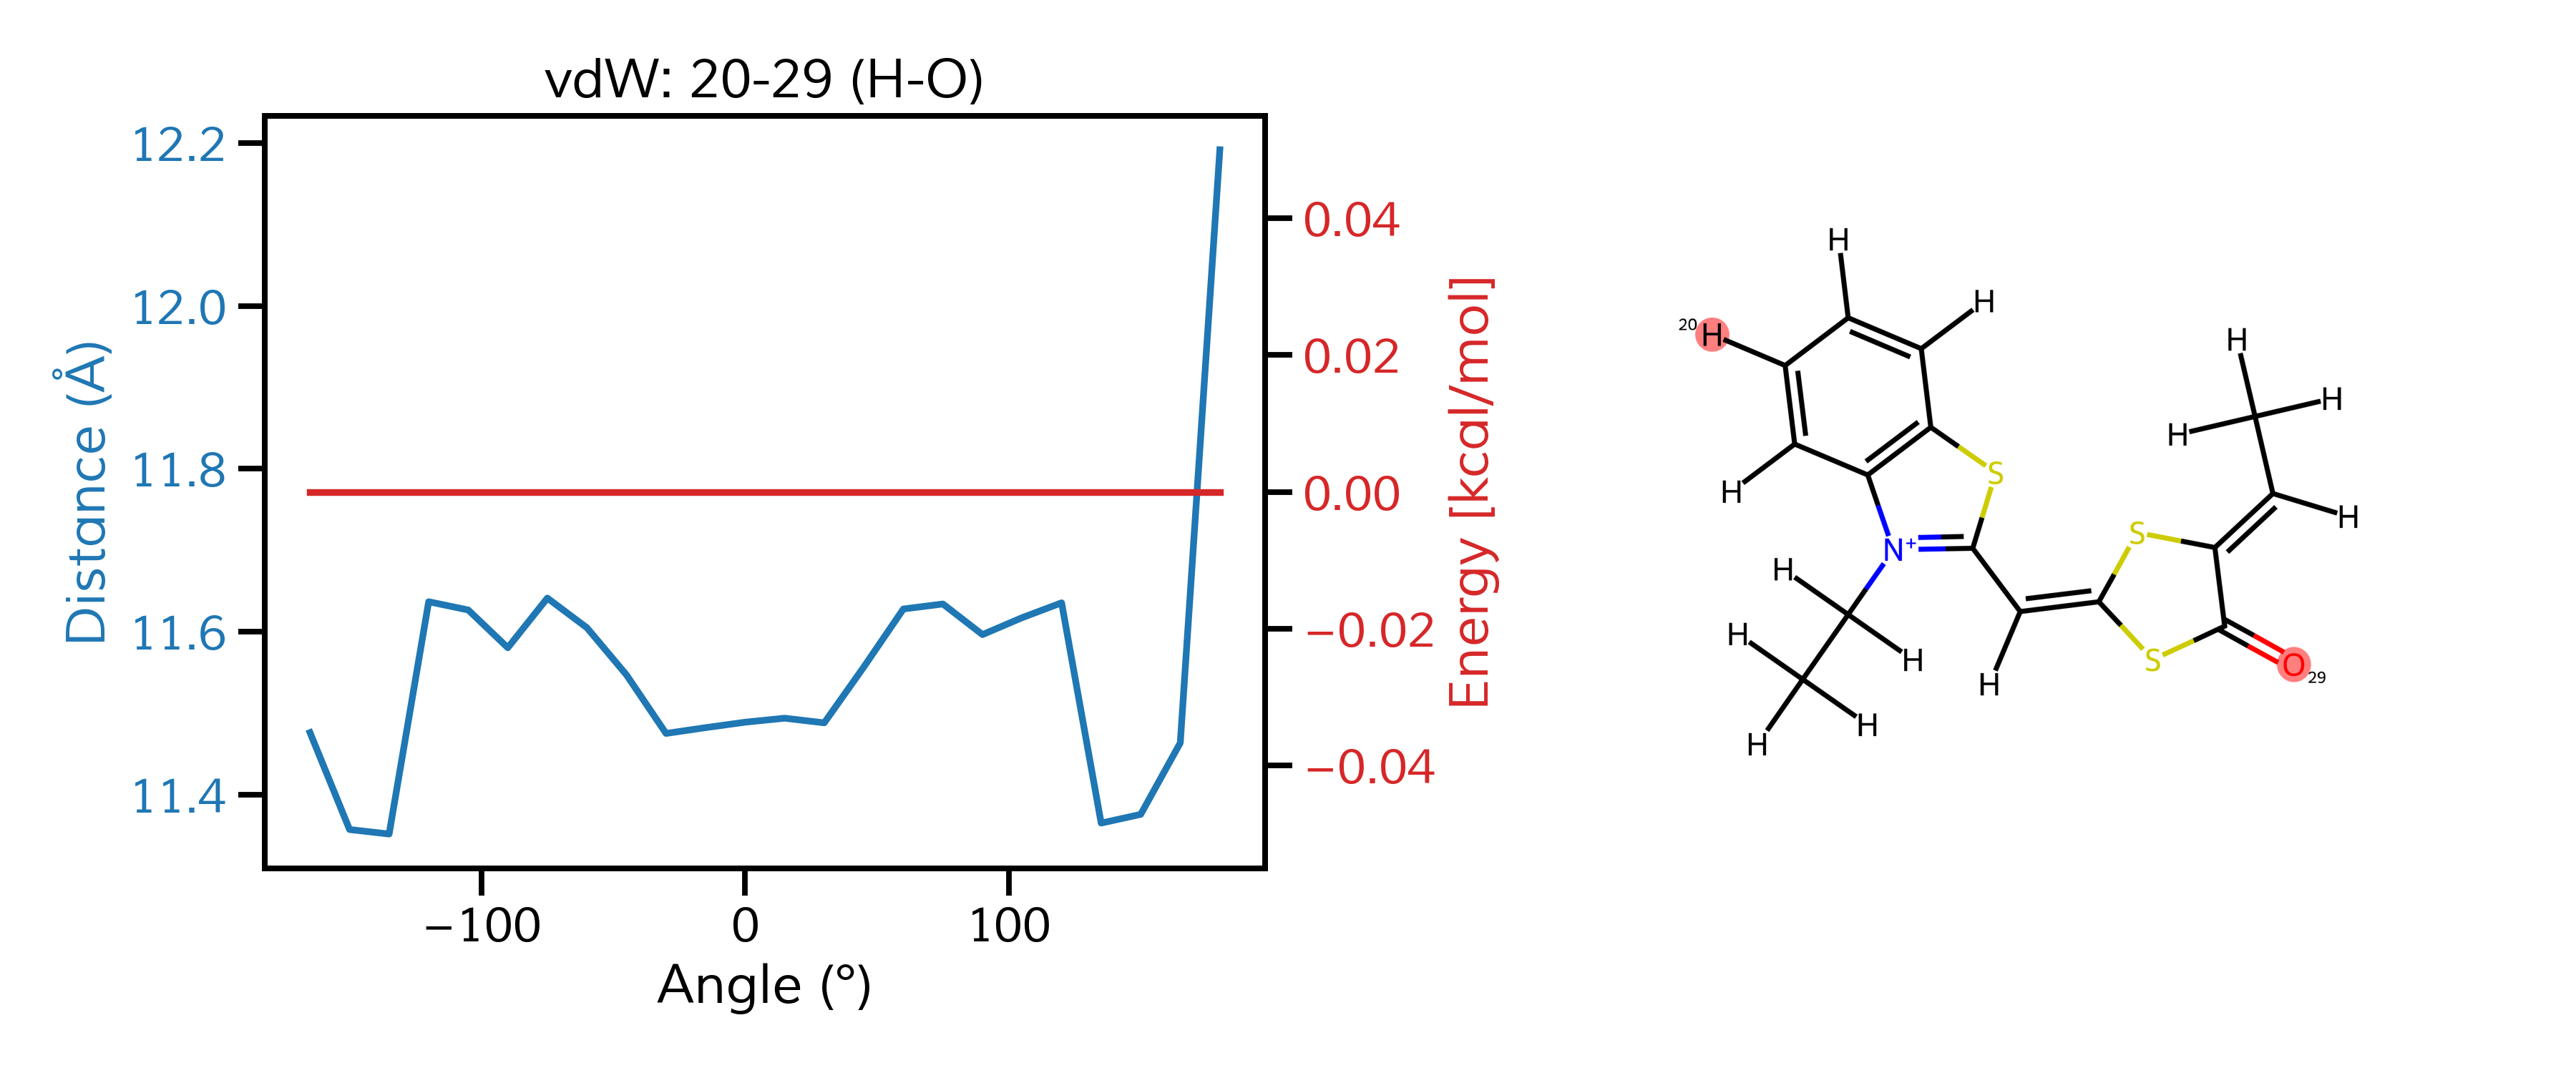 vdW: 20-29 (H-O)
12.2
12.0
11.8
11.6
11.4
Distance (Å)
0.04
0.02
0.00
−0.02
−0.04
Energy [kcal/mol]
−100
0
100
Angle (°)
H
H
20 H
H
H
H
H
S
H
S
N+
H
H
H
H
S
O 29
H
H
H